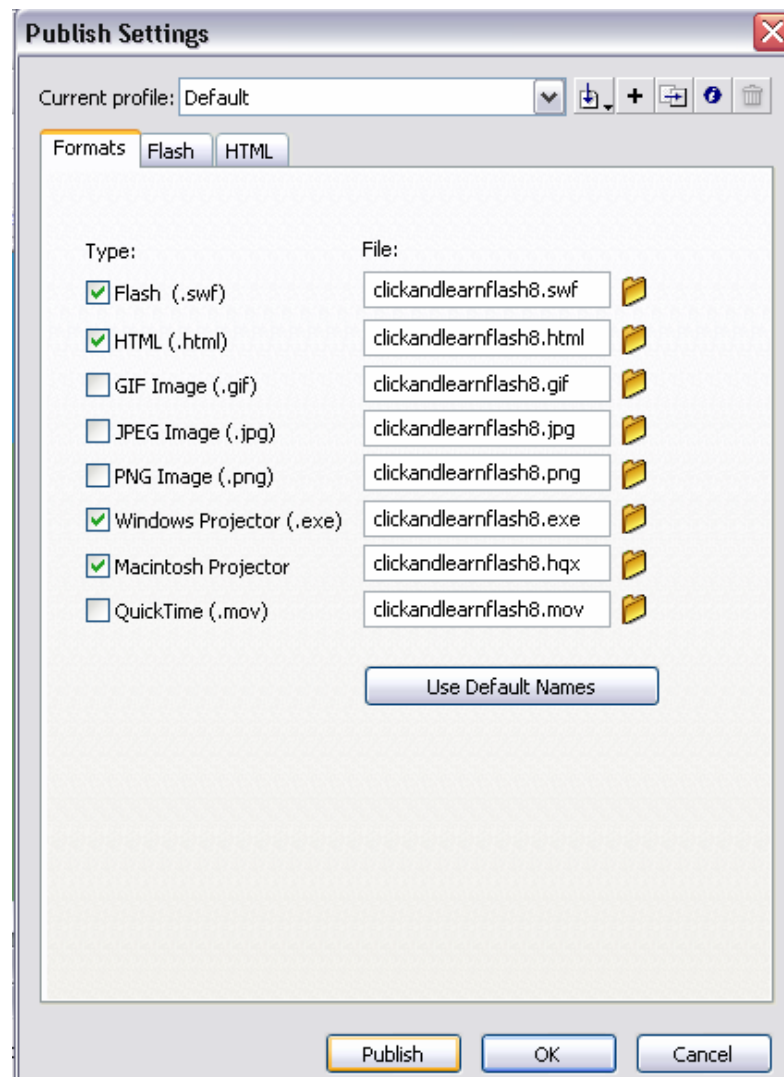 Publish Settings
Current profile: Default
Formats Flash HTML
Type: File:
Flash (.swf) clickandlearnflash8.swf
HTML (.html) clickandlearnflash8.html
GIF Image (.gif) clickandlearnflash8.gif
JPEG Image (.jpg) clickandlearnflash8.jpg
PNG Image (.png) clickandlearnflash8.png
Windows Projector (.exe) clickandlearnflash8.exe
Macintosh Projector clickandlearnflash8.hqx
QuickTime (.mov) clickandlearnflash8.mov
Use Default Names
Publish OK Cancel